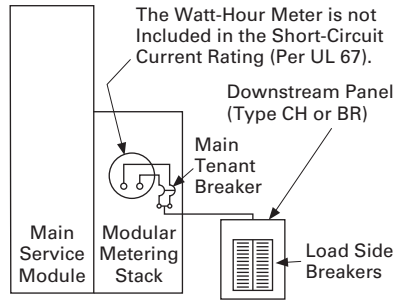 The Watt-Hour Meter is not
Included in the Short-Circuit
Current Rating (Per UL 67).
Downstream Panel
(Type CH or BR)
Main
Tenant
Breaker
Main
Service
Module
Modular
Metering
Stack
Load Side
Breakers